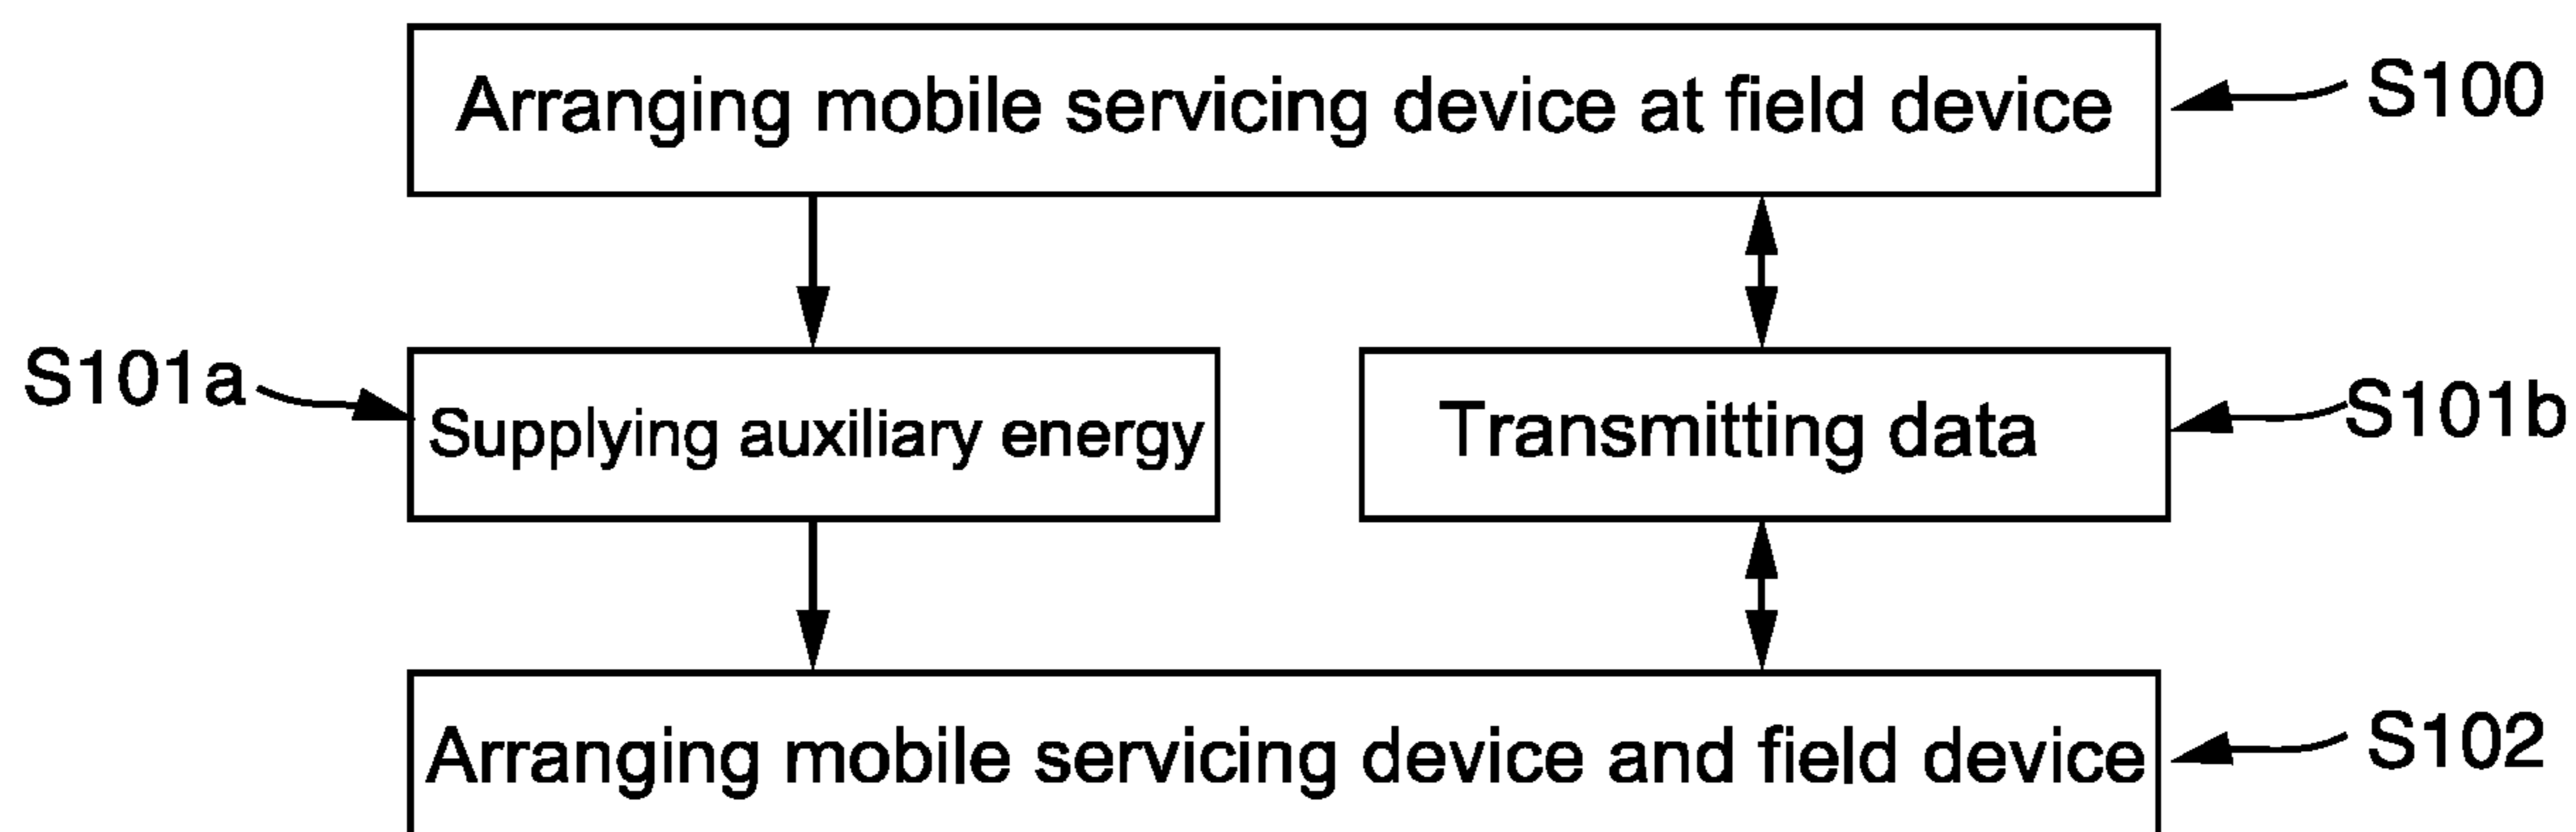 Arranging mobile servicing device at field device
S100
S101a
Supplying auxiliary energy
Transmitting data
S101b
Arranging mobile servicing device and field device
S102